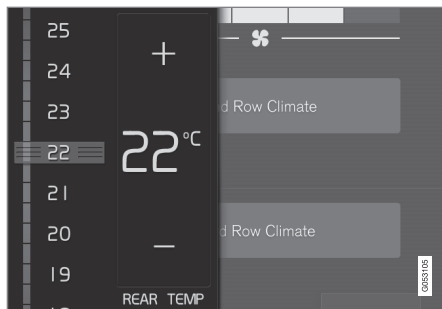 25
24
23
22
21
20
19
+
22°C
−
REAR TEMP
d Row Climate
d Row Climate
G053105